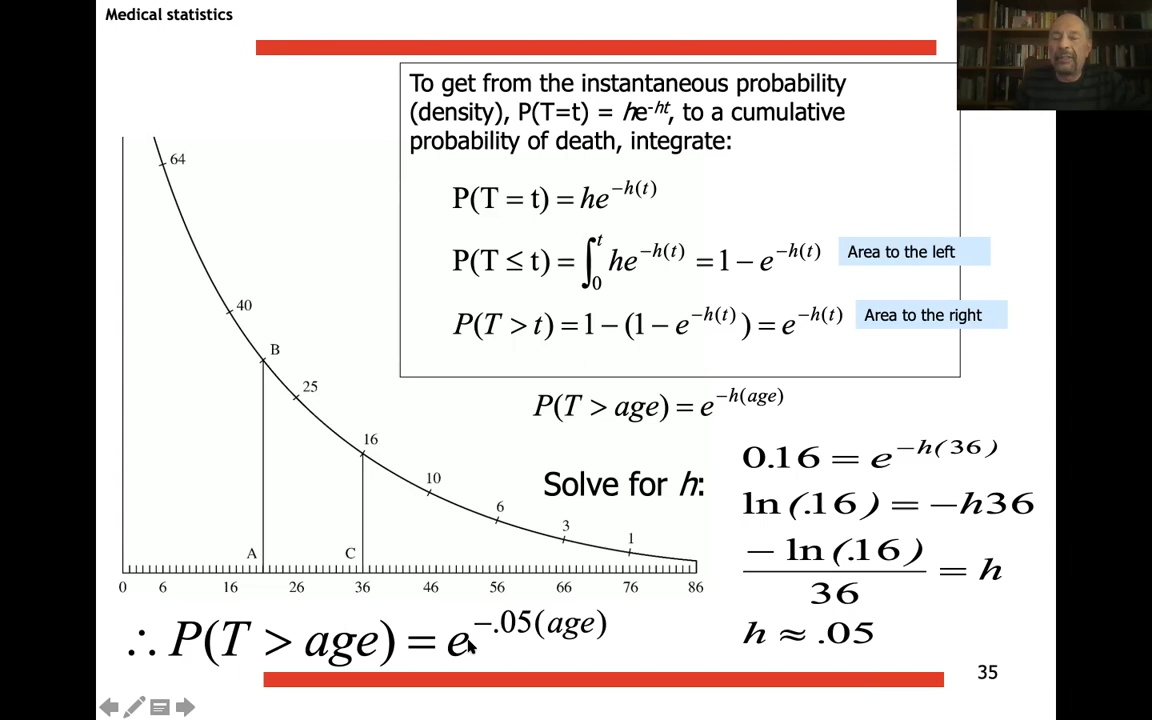 Medical statistics
To get from the instantaneous probability
(density), P(T=t) = he^{-ht}, to a cumulative
probability of death, integrate:
P(T = t) = he^{−h(t)}
P(T ≤ t) = ∫_0^t he^{−h(t)} = 1 − e^{−h(t)}
Area to the left
P(T > t) = 1 − (1 − e^{−h(t)}) = e^{−h(t)}
Area to the right
64
40
B
25
16
10
6
3
1
A
C
0 6 16 26 36 46 56 66 76 86
P(T > age) = e^{−h(age)}
Solve for h:
0.16 = e^{−h(36)}
ln(.16) = −h36
−ln(.16)/36 = h
h ≈ .05
∴ P(T > age) = e^{−.05(age)}
35